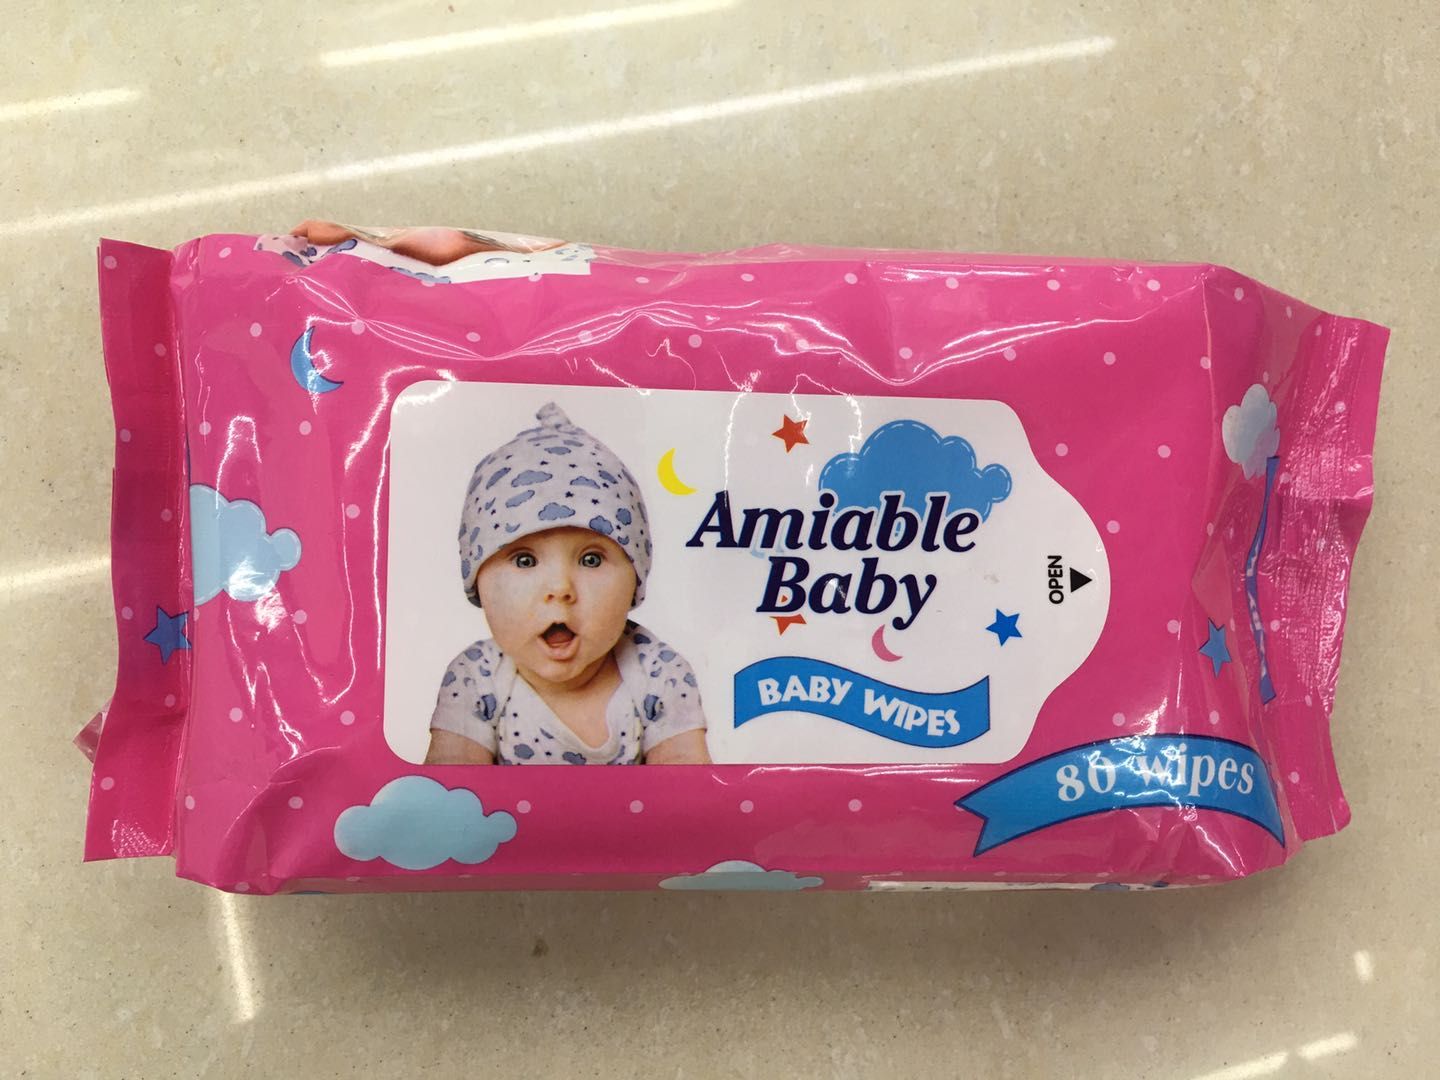 Amiable
Baby
BABY WIPES
OPEN
80 wipes